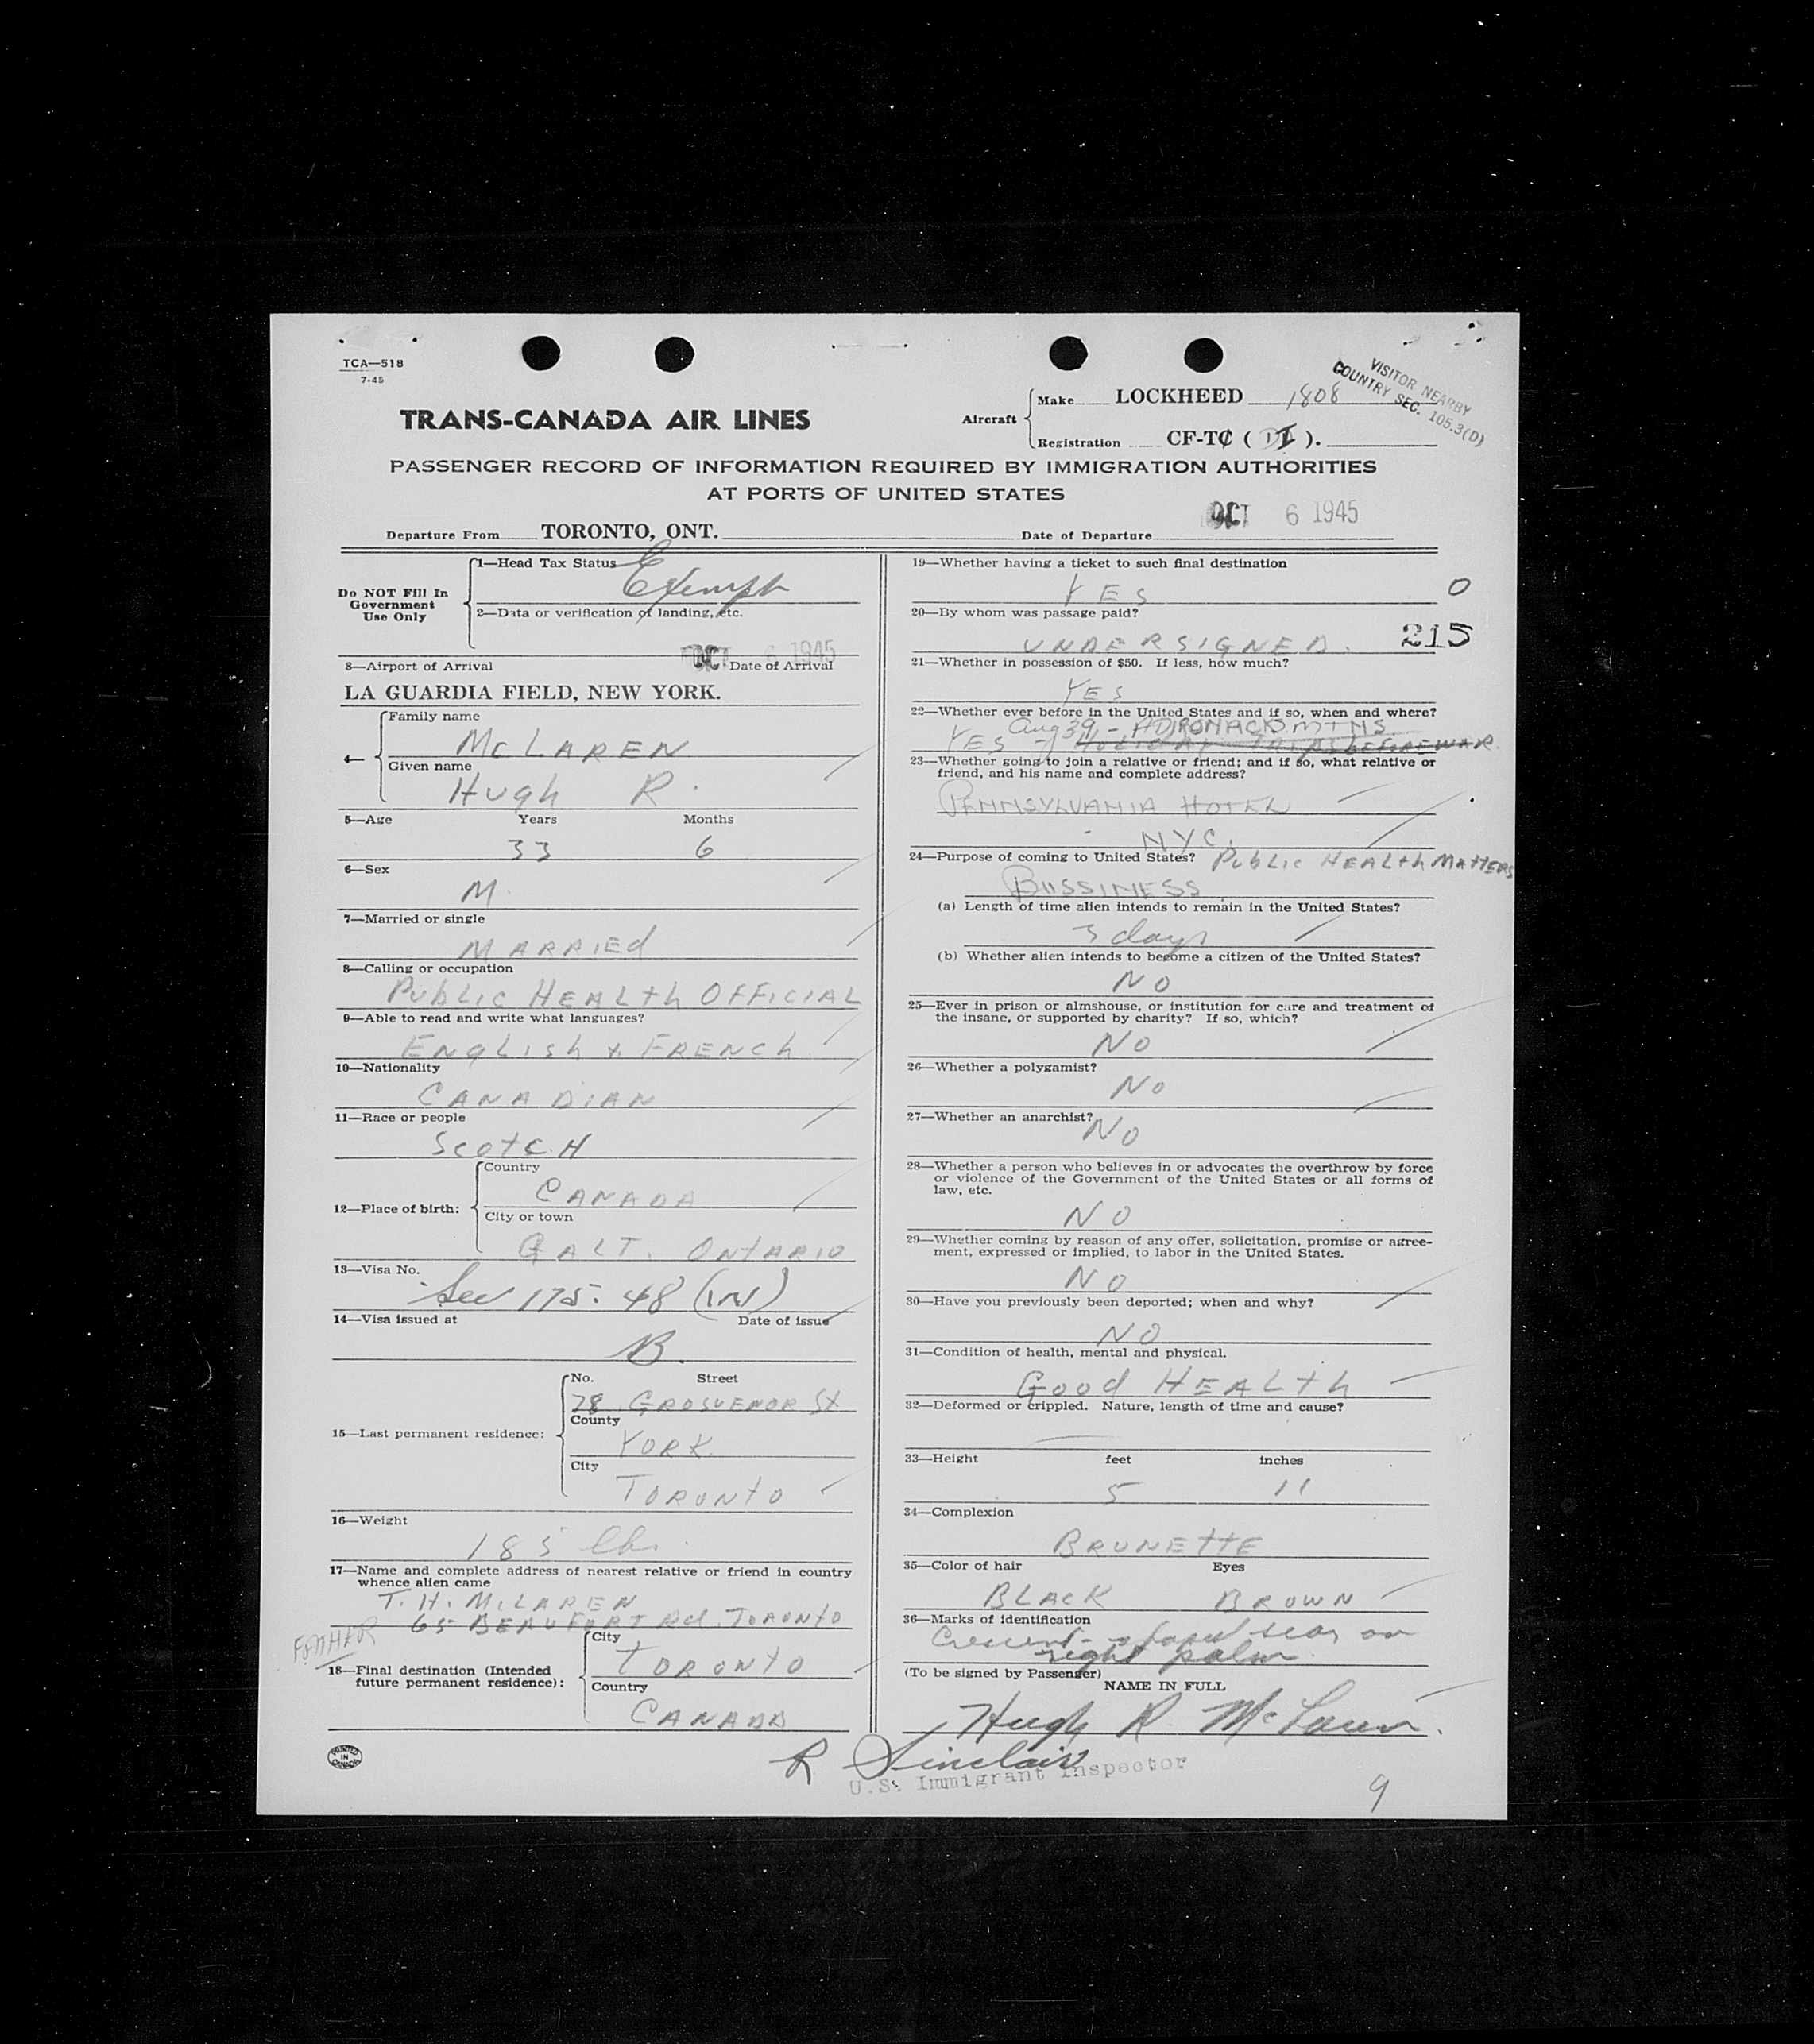 TCA—518
7-45
TRANS-CANADA AIR LINES
Aircraft
Make LOCKHEED 1808
Registration CF-TC ( ).
VISITOR NEARBY
COUNTRY SEC. 105.3(D)
PASSENGER RECORD OF INFORMATION REQUIRED BY IMMIGRATION AUTHORITIES
AT PORTS OF UNITED STATES
Departure From TORONTO, ONT. Date of Departure OCT 6 1945
Do NOT Fill In
Government
Use Only
1—Head Tax Status Exempt
2—Data or verification of landing, etc.
3—Airport of Arrival OCT 6 1945 Date of Arrival
LA GUARDIA FIELD, NEW YORK.
4—
Family name
McLAREN
Given name
Hugh R.
5—Age Years Months
33 6
6—Sex
M.
7—Married or single
MARRIEd
8—Calling or occupation
Public HEALth OFFICIAL
9—Able to read and write what languages?
ENgLish & FRENch
10—Nationality
CANADIAN
11—Race or people
ScotcH
12—Place of birth:
Country
CANADA
City or town
GALT, ONtARIO
13—Visa No.
Sec 175.48 (IN)
14—Visa issued at Date of issue
B.
15—Last permanent residence:
No. Street
78 GROSVENOR St
County
YORK
City
TORONtO
16—Weight
185 lbs.
17—Name and complete address of nearest relative or friend in country
whence alien came
T. H. McLAREN
65 BEAUFORT Rd. TORONtO
FATHER
18—Final destination (Intended
future permanent residence):
City
TORONtO
Country
CANADA
PRINTED
IN
CANADA
19—Whether having a ticket to such final destination
YES
0
20—By whom was passage paid?
UNDERSIGNED.
215
21—Whether in possession of $50. If less, how much?
YES
22—Whether ever before in the United States and if so, when and where?
Aug 39 - ADIRONACKS MTNS
YES - HOLIDAY BEFORE WAR
23—Whether going to join a relative or friend; and if so, what relative or
friend, and his name and complete address?
PENNSYLVANIA HOTEL
NYC.
24—Purpose of coming to United States? Public HEALth MAttERS
BUSSINESS
(a) Length of time alien intends to remain in the United States?
3 days
(b) Whether alien intends to become a citizen of the United States?
NO
25—Ever in prison or almshouse, or institution for care and treatment of
the insane, or supported by charity? If so, which?
NO
26—Whether a polygamist?
NO
27—Whether an anarchist?
NO
28—Whether a person who believes in or advocates the overthrow by force
or violence of the Government of the United States or all forms of
law, etc.
NO
29—Whether coming by reason of any offer, solicitation, promise or agree-
ment, expressed or implied, to labor in the United States.
NO
30—Have you previously been deported; when and why?
NO
31—Condition of health, mental and physical.
Good HEALth
32—Deformed or crippled. Nature, length of time and cause?
33—Height feet inches
5 11
34—Complexion
BRUNEttE
35—Color of hair Eyes
BLACK BROWN
36—Marks of identification
Crescent-shaped scar on
right palm
(To be signed by Passenger)
NAME IN FULL
Hugh R McLaren.
R Sinclair
U.S. Immigrant Inspector
9